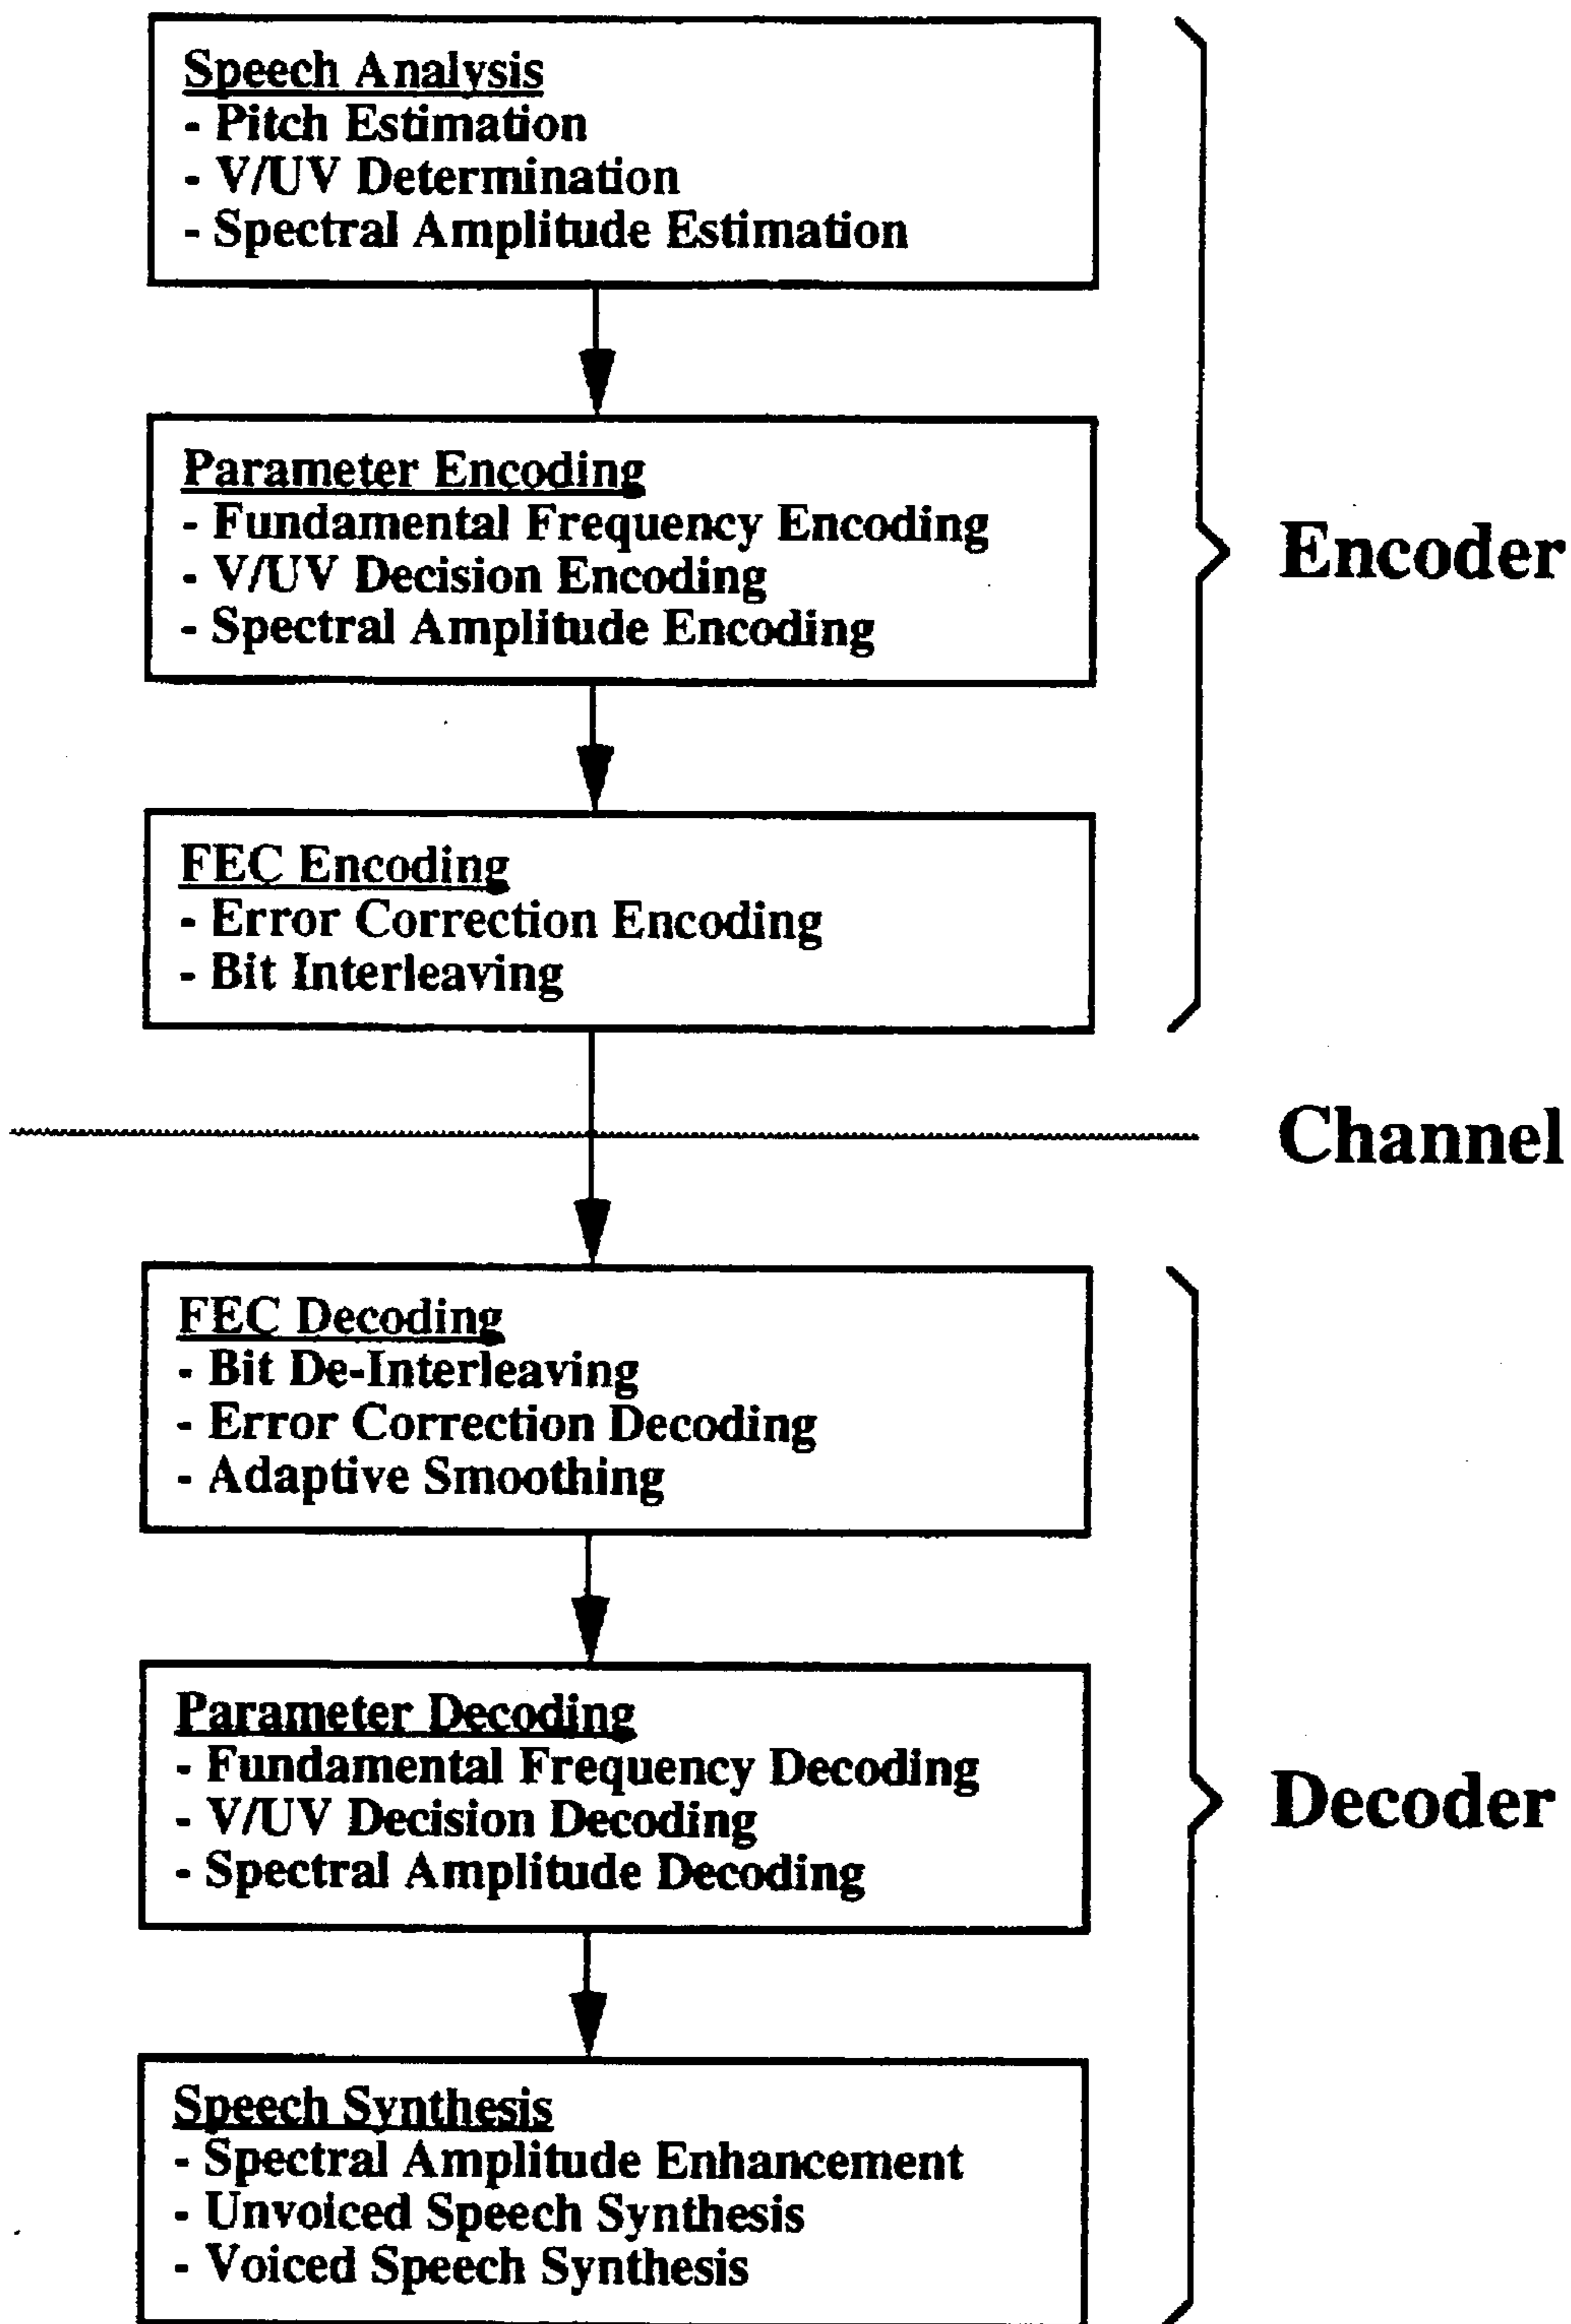 Speech Analysis
- Pitch Estimation
- V/UV Determination
- Spectral Amplitude Estimation
Parameter Encoding
- Fundamental Frequency Encoding
- V/UV Decision Encoding
- Spectral Amplitude Encoding
Encoder
FEC Encoding
- Error Correction Encoding
- Bit Interleaving
Channel
FEC Decoding
- Bit De-Interleaving
- Error Correction Decoding
- Adaptive Smoothing
Parameter Decoding
- Fundamental Frequency Decoding
- V/UV Decision Decoding
- Spectral Amplitude Decoding
Decoder
Speech Synthesis
- Spectral Amplitude Enhancement
- Unvoiced Speech Synthesis
- Voiced Speech Synthesis